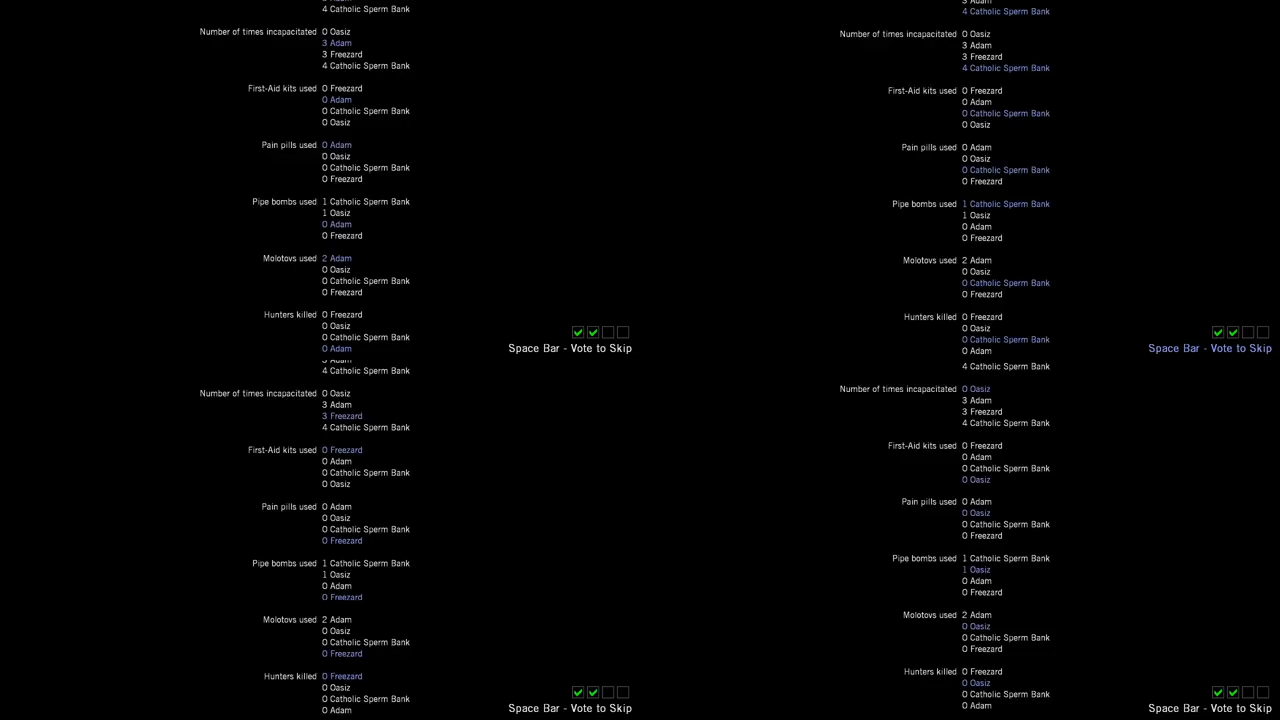 4 Catholic Sperm Bank
Number of times incapacitated 0 Oasiz
3 Adam
3 Freezard
4 Catholic Sperm Bank
First-Aid kits used 0 Freezard
0 Adam
0 Catholic Sperm Bank
0 Oasiz
Pain pills used 0 Adam
0 Oasiz
0 Catholic Sperm Bank
0 Freezard
Pipe bombs used 1 Catholic Sperm Bank
1 Oasiz
0 Adam
0 Freezard
Molotovs used 2 Adam
0 Oasiz
0 Catholic Sperm Bank
0 Freezard
Hunters killed 0 Freezard
0 Oasiz
0 Catholic Sperm Bank
0 Adam
Space Bar - Vote to Skip
3 Adam
4 Catholic Sperm Bank
Number of times incapacitated 0 Oasiz
3 Adam
3 Freezard
4 Catholic Sperm Bank
First-Aid kits used 0 Freezard
0 Adam
0 Catholic Sperm Bank
0 Oasiz
Pain pills used 0 Adam
0 Oasiz
0 Catholic Sperm Bank
0 Freezard
Pipe bombs used 1 Catholic Sperm Bank
1 Oasiz
0 Adam
0 Freezard
Molotovs used 2 Adam
0 Oasiz
0 Catholic Sperm Bank
0 Freezard
Hunters killed 0 Freezard
0 Oasiz
0 Catholic Sperm Bank
0 Adam
Space Bar - Vote to Skip
3 Adam
4 Catholic Sperm Bank
Number of times incapacitated 0 Oasiz
3 Adam
3 Freezard
4 Catholic Sperm Bank
First-Aid kits used 0 Freezard
0 Adam
0 Catholic Sperm Bank
0 Oasiz
Pain pills used 0 Adam
0 Oasiz
0 Catholic Sperm Bank
0 Freezard
Pipe bombs used 1 Catholic Sperm Bank
1 Oasiz
0 Adam
0 Freezard
Molotovs used 2 Adam
0 Oasiz
0 Catholic Sperm Bank
0 Freezard
Hunters killed 0 Freezard
0 Oasiz
0 Catholic Sperm Bank
0 Adam
Space Bar - Vote to Skip
4 Catholic Sperm Bank
Number of times incapacitated 0 Oasiz
3 Adam
3 Freezard
4 Catholic Sperm Bank
First-Aid kits used 0 Freezard
0 Adam
0 Catholic Sperm Bank
0 Oasiz
Pain pills used 0 Adam
0 Oasiz
0 Catholic Sperm Bank
0 Freezard
Pipe bombs used 1 Catholic Sperm Bank
1 Oasiz
0 Adam
0 Freezard
Molotovs used 2 Adam
0 Oasiz
0 Catholic Sperm Bank
0 Freezard
Hunters killed 0 Freezard
0 Oasiz
0 Catholic Sperm Bank
0 Adam
Space Bar - Vote to Skip